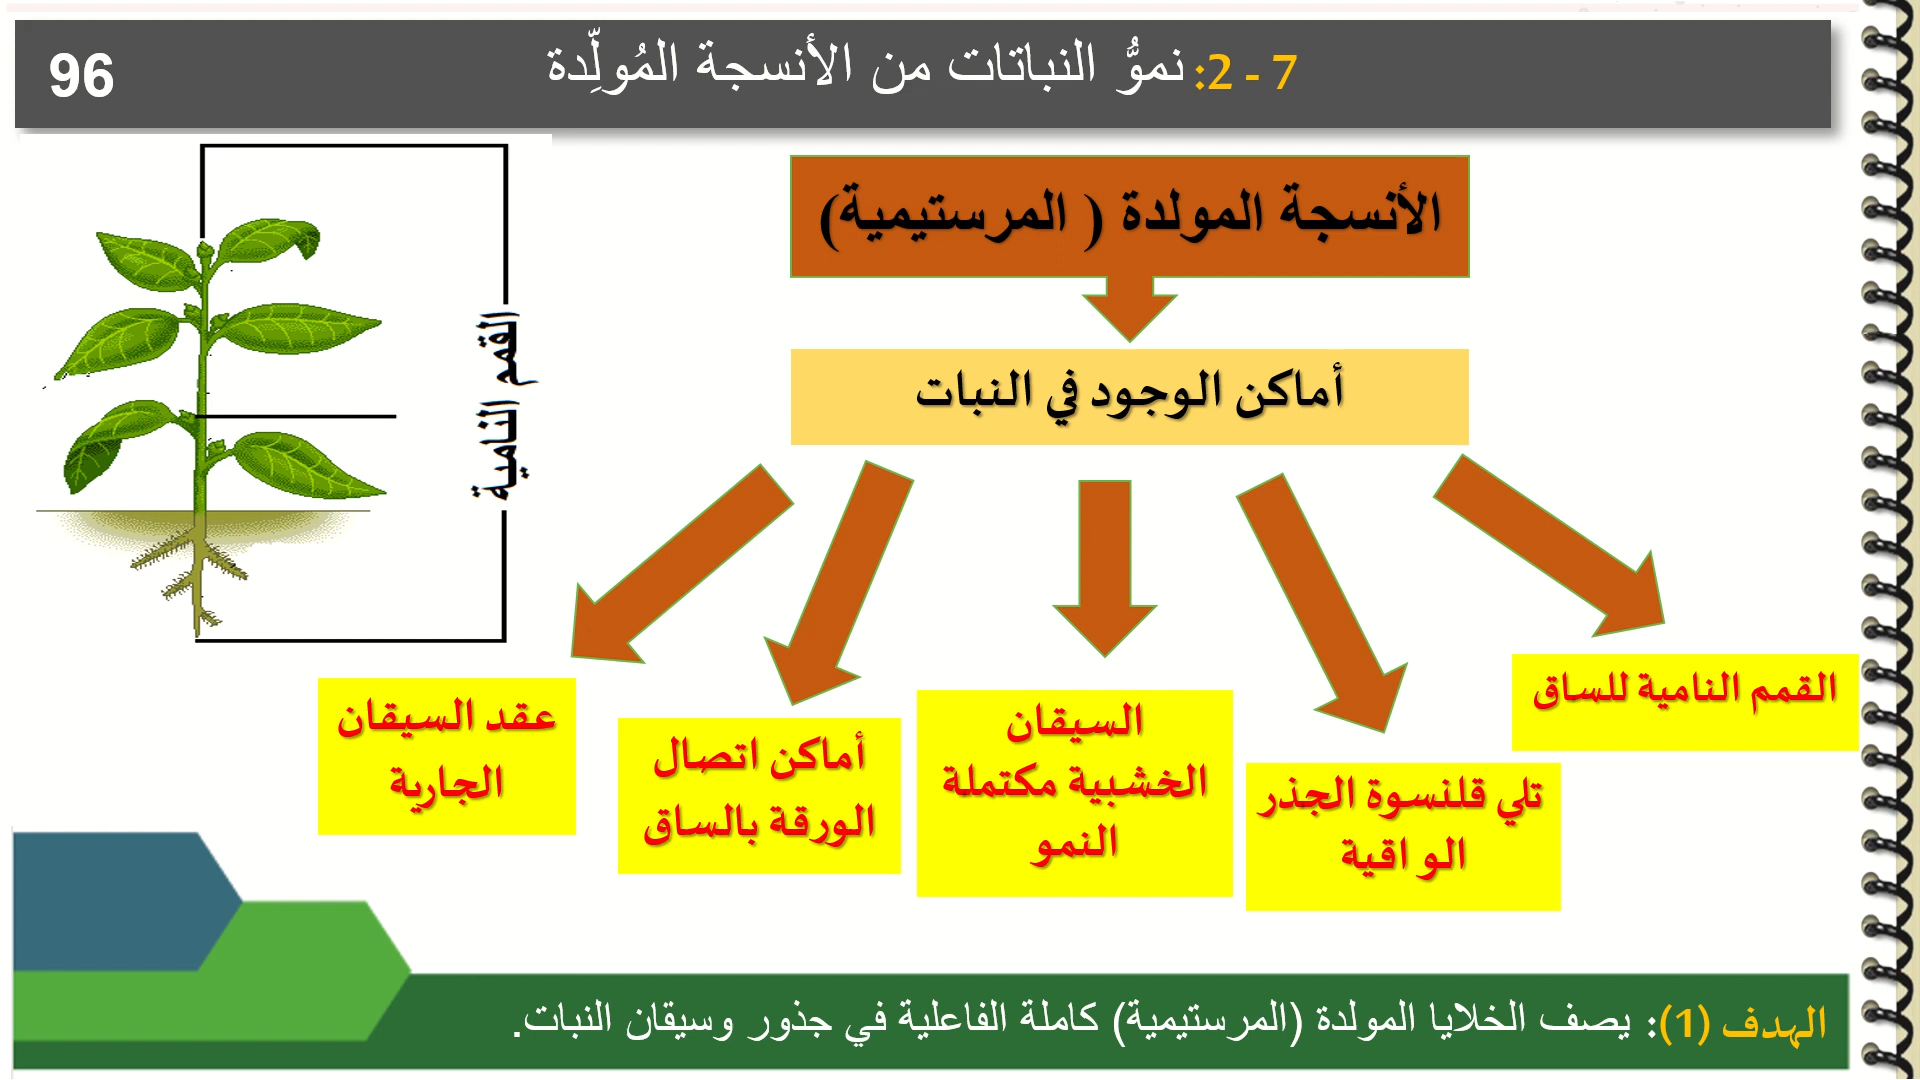 7 - 2: نموُّ النباتات من الأنسجة المُولِّدة
96
الأنسجة المولدة ( المرستيمية)
أماكن الوجود في النبات
القمم النامية
القمم النامية للساق
تلي قلنسوة الجذر
الواقية
السيقان
الخشبية مكتملة
النمو
أماكن اتصال
الورقة بالساق
عقد السيقان
الجارية
الهدف (1): يصف الخلايا المولدة (المرستيمية) كاملة الفاعلية في جذور وسيقان النبات.